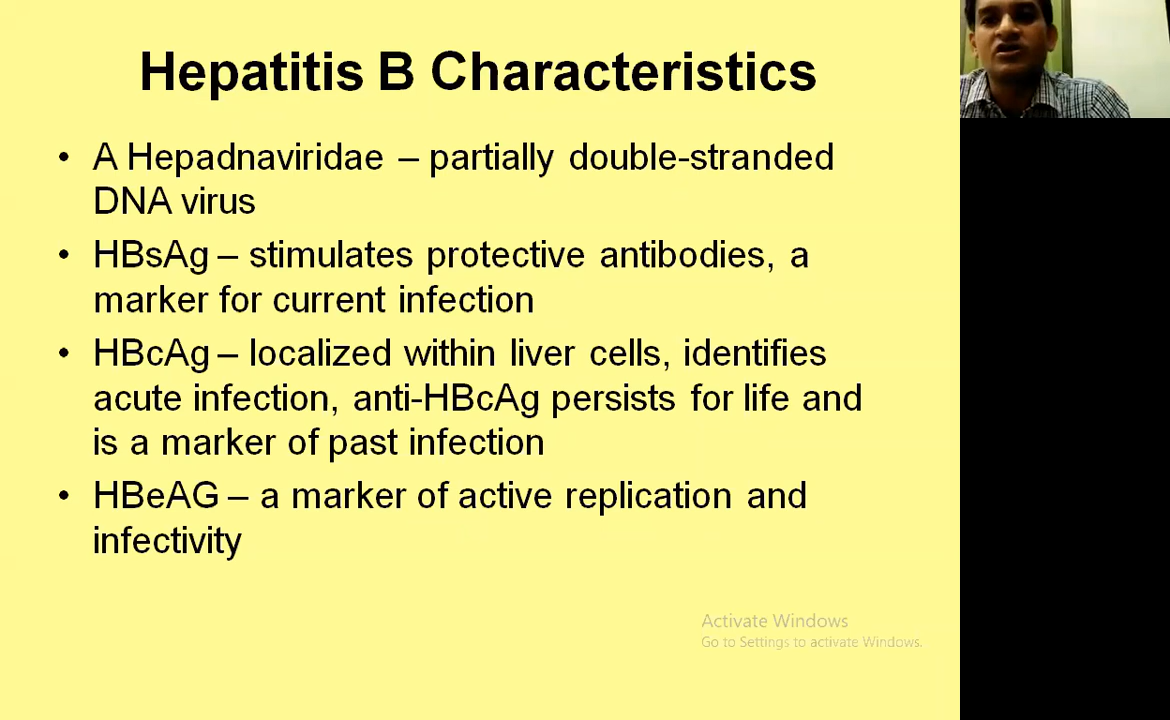 Hepatitis B Characteristics
• A Hepadnaviridae – partially double-stranded
DNA virus
• HBsAg – stimulates protective antibodies, a
marker for current infection
• HBcAg – localized within liver cells, identifies
acute infection, anti-HBcAg persists for life and
is a marker of past infection
• HBeAG – a marker of active replication and
infectivity
Activate Windows
Go to Settings to activate Windows.